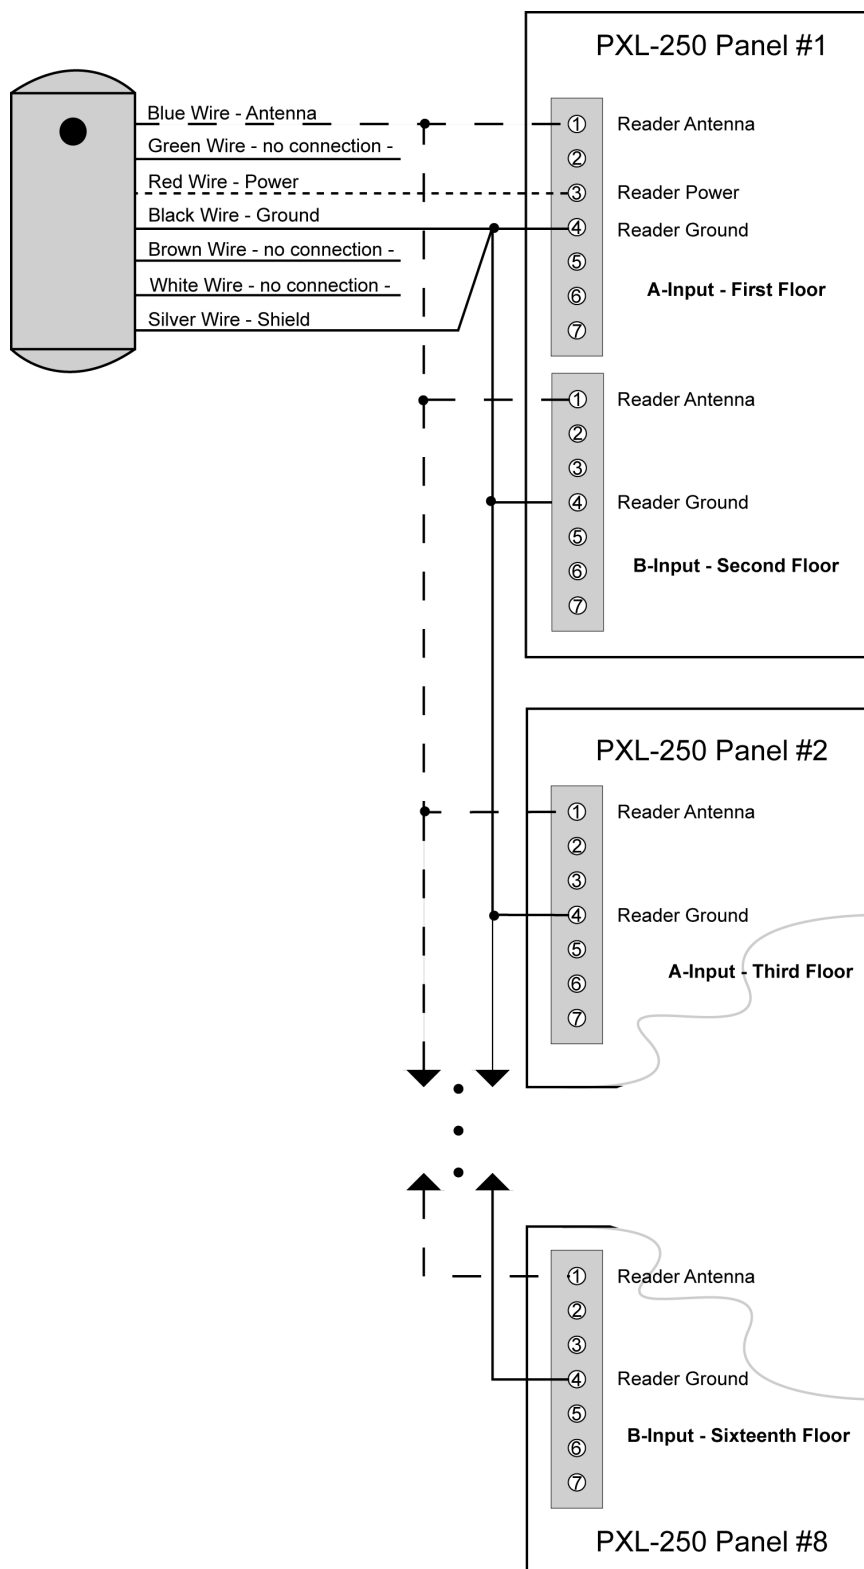 PXL-250 Panel #1
Blue Wire - Antenna
1 Reader Antenna
Green Wire - no connection -
2
Red Wire - Power
3 Reader Power
Black Wire - Ground
4 Reader Ground
Brown Wire - no connection -
5
White Wire - no connection -
6 A-Input - First Floor
Silver Wire - Shield
7
1 Reader Antenna
2
3
4 Reader Ground
5
6 B-Input - Second Floor
7
PXL-250 Panel #2
1 Reader Antenna
2
3
4 Reader Ground
5
6 A-Input - Third Floor
7
1 Reader Antenna
2
3
4 Reader Ground
5
6 B-Input - Sixteenth Floor
7
PXL-250 Panel #8